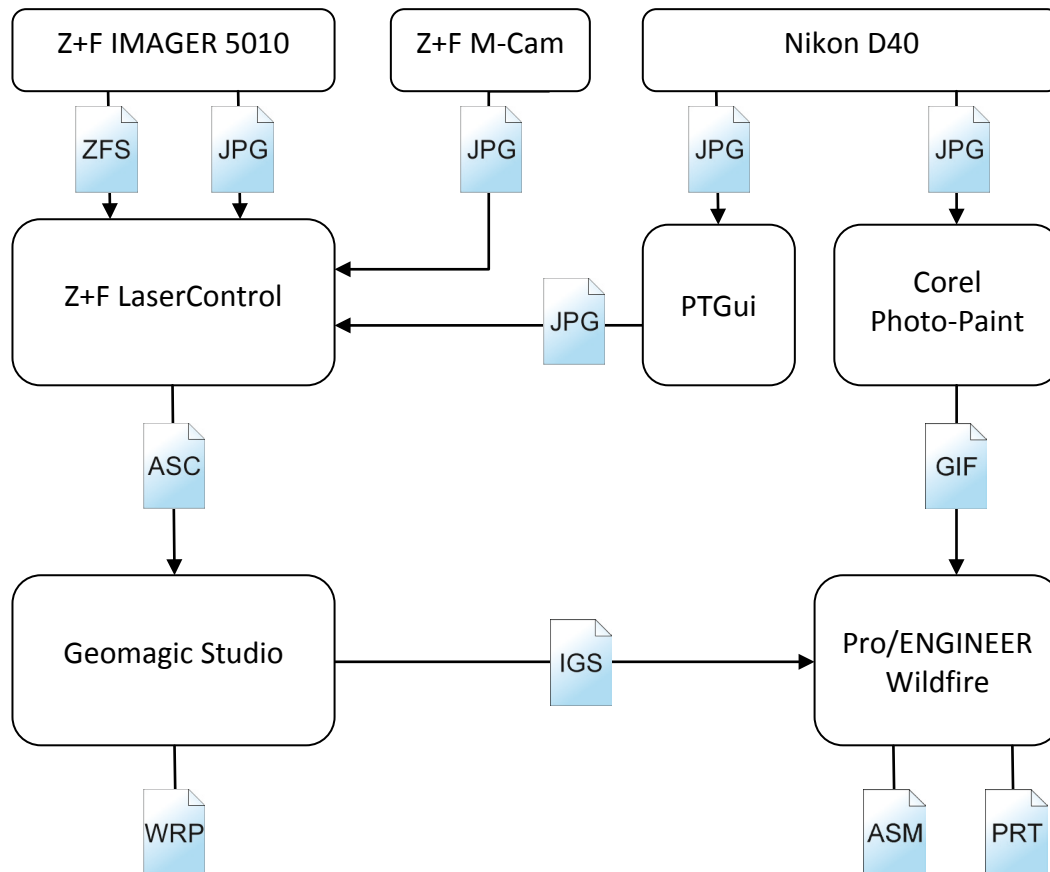 Z+F IMAGER 5010
Z+F M-Cam
Nikon D40
ZFS
JPG
JPG
JPG
JPG
Z+F LaserControl
JPG
PTGui
Corel
Photo-Paint
ASC
GIF
Geomagic Studio
IGS
Pro/ENGINEER
Wildfire
WRP
ASM
PRT